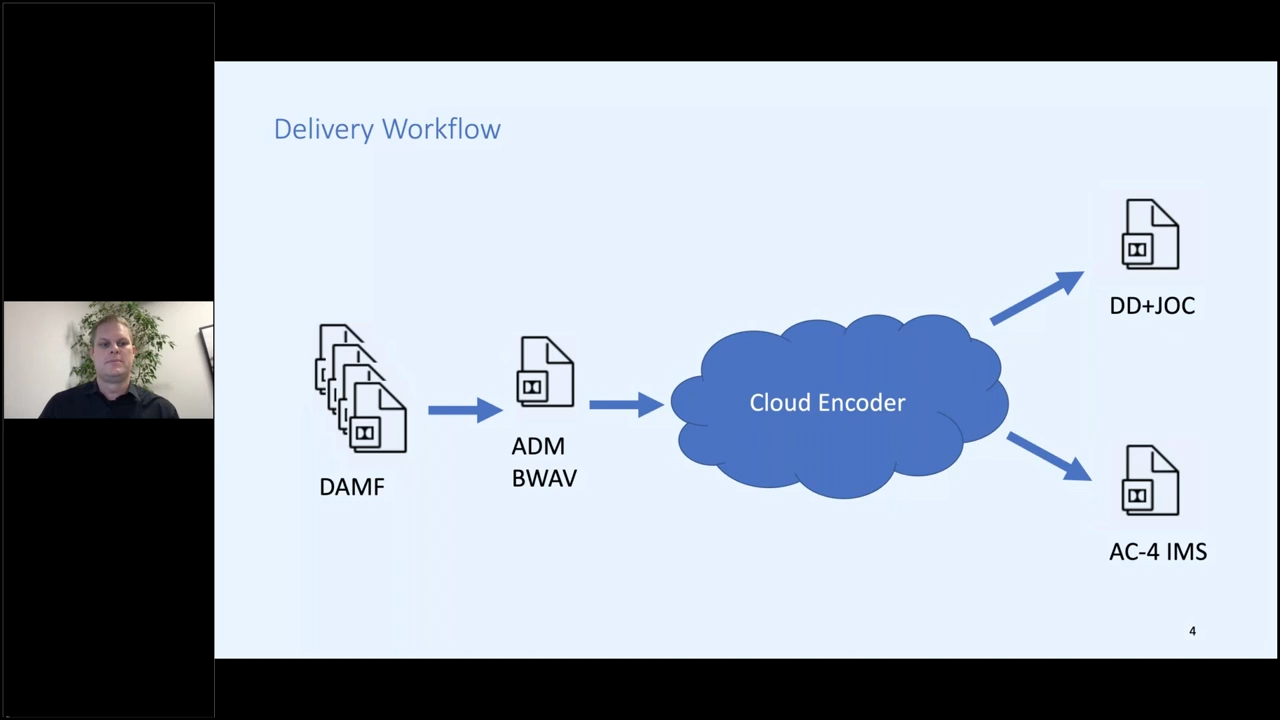 Delivery Workflow
DAMF
ADM
BWAV
Cloud Encoder
DD+JOC
AC-4 IMS
4